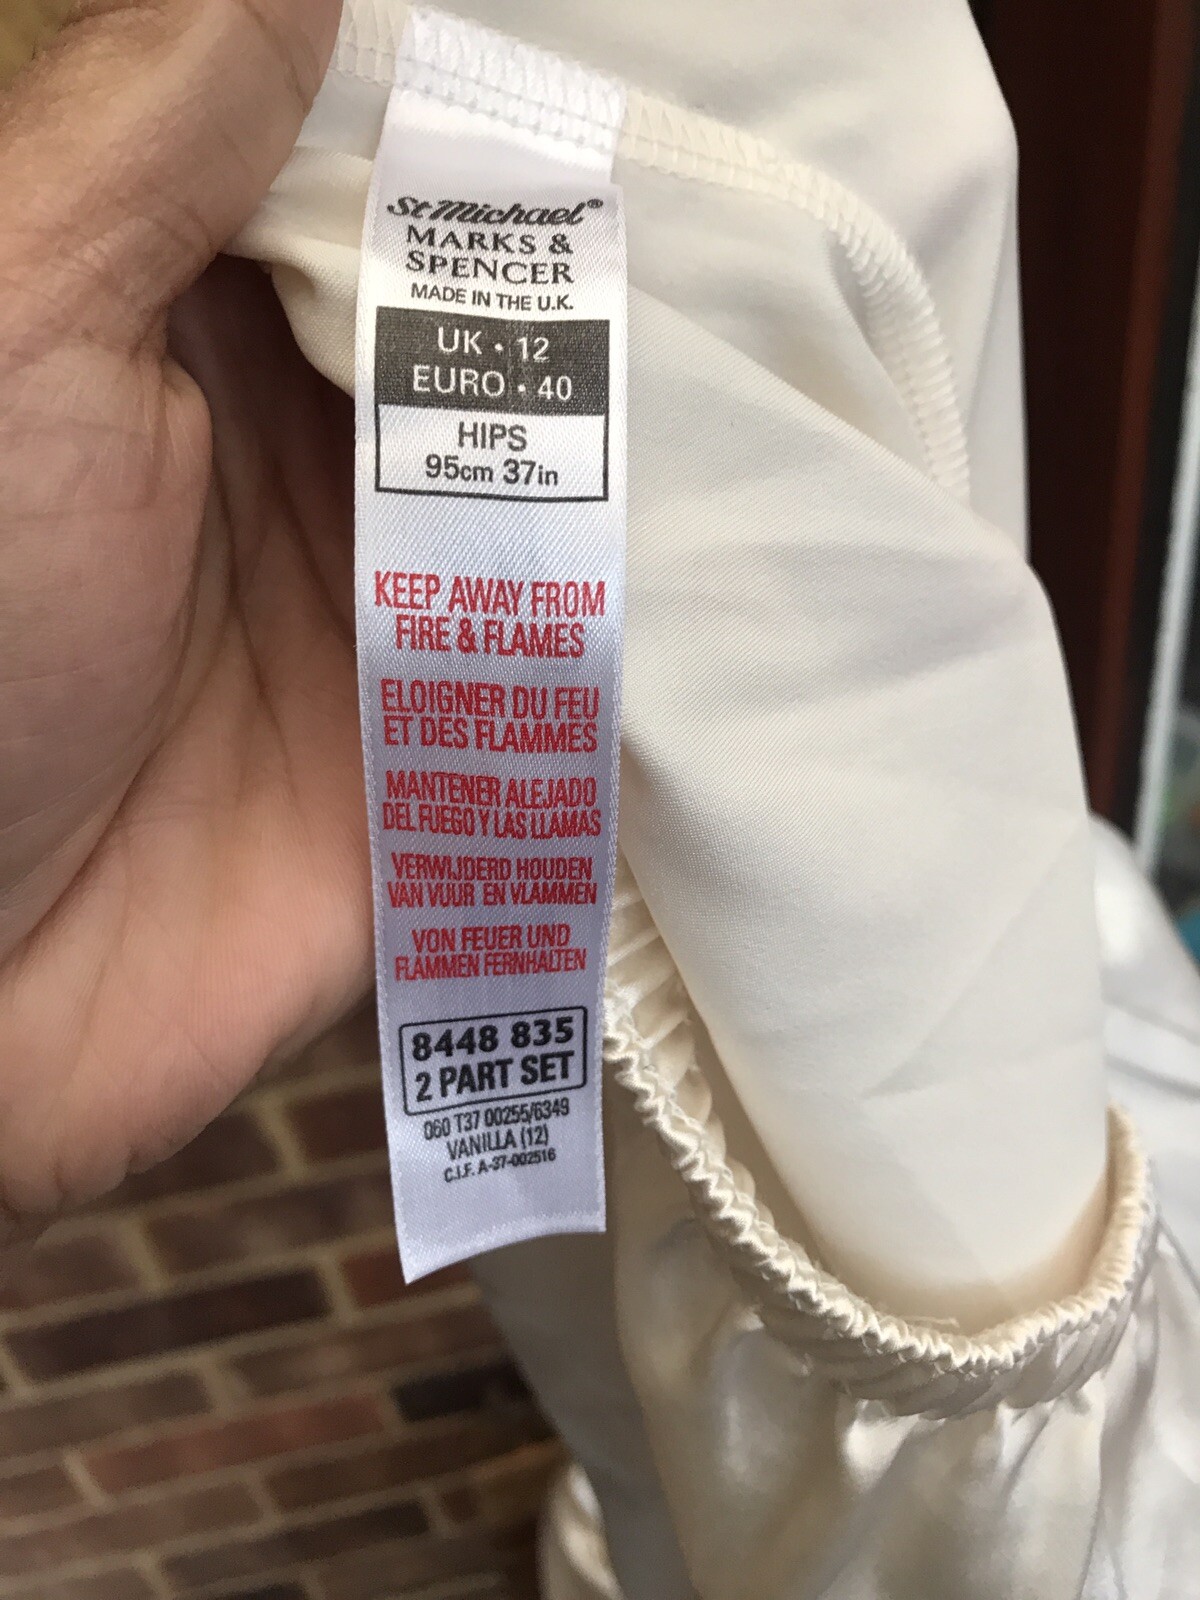 St Michael®
MARKS &
SPENCER
MADE IN THE U.K.
UK · 12
EURO · 40
HIPS
95cm 37in
KEEP AWAY FROM
FIRE & FLAMES
ELOIGNER DU FEU
ET DES FLAMMES
MANTENER ALEJADO
DEL FUEGO Y LAS LLAMAS
VERWIJDERD HOUDEN
VAN VUUR EN VLAMMEN
VON FEUER UND
FLAMMEN FERNHALTEN
8448 835
2 PART SET
060 T37 00255/6349
VANILLA (12)
C.I.F. A-37-002516